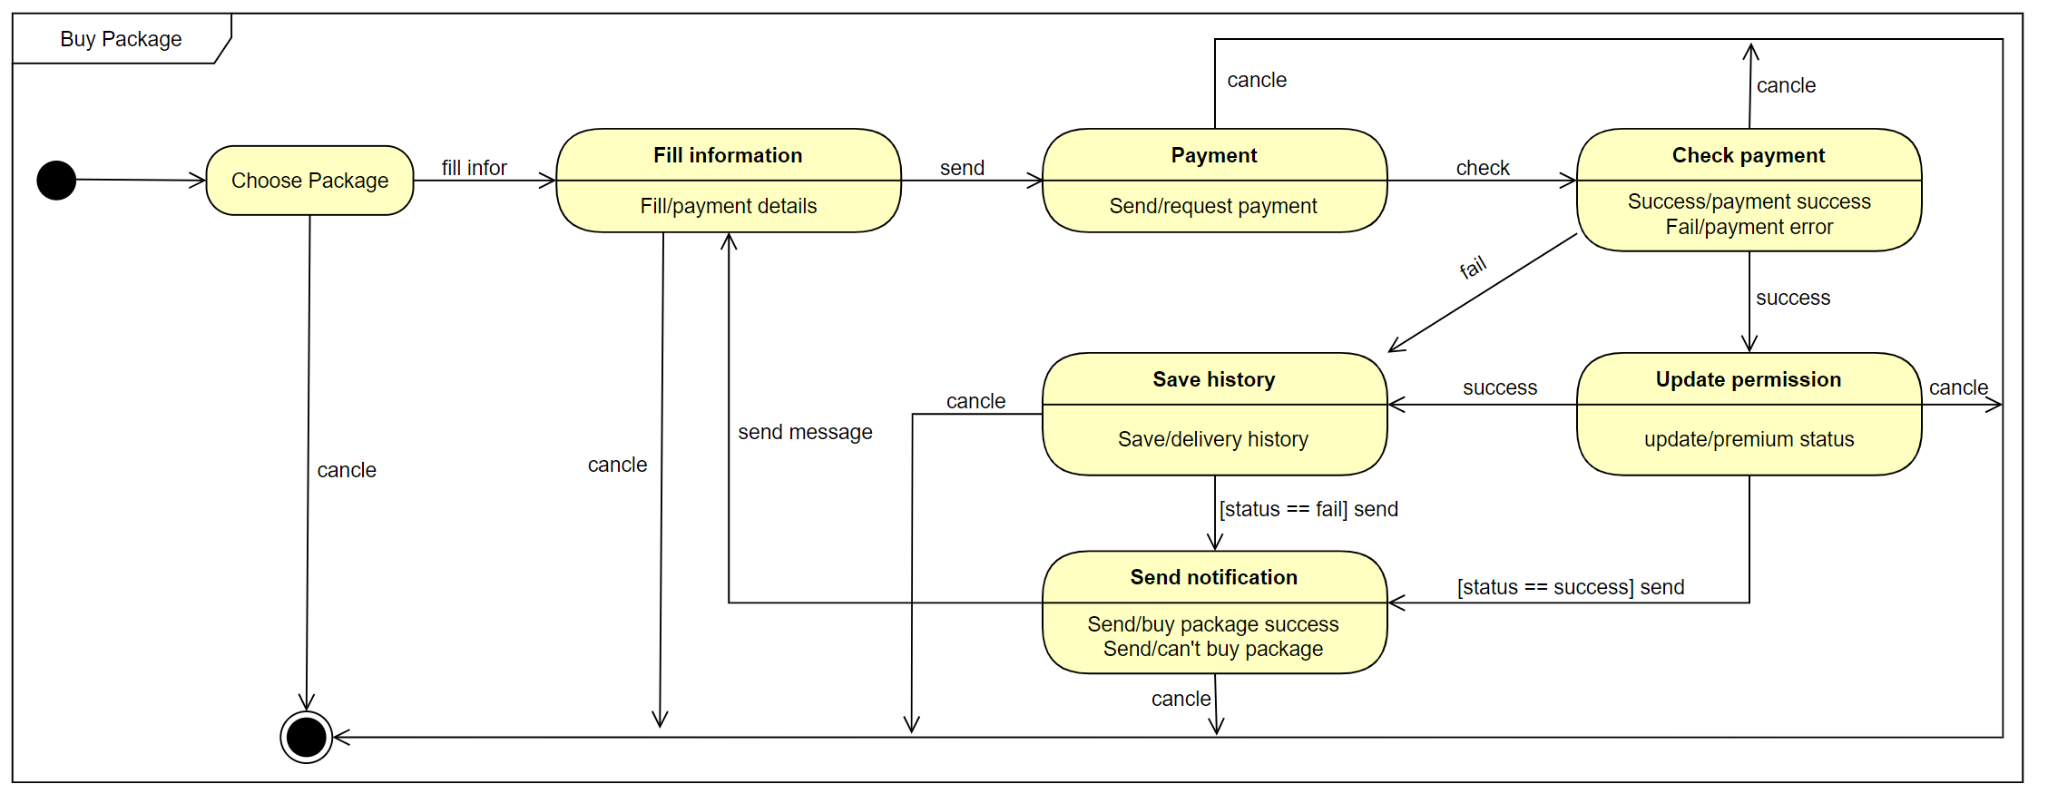 Buy Package
cancle
cancle
Choose Package
fill infor
Fill information
Fill/payment details
send
Payment
Send/request payment
check
Check payment
Success/payment success
Fail/payment error
fail
success
Save history
Save/delivery history
success
Update permission
update/premium status
cancle
cancle
send message
cancle
cancle
[status == fail] send
Send notification
Send/buy package success
Send/can't buy package
[status == success] send
cancle